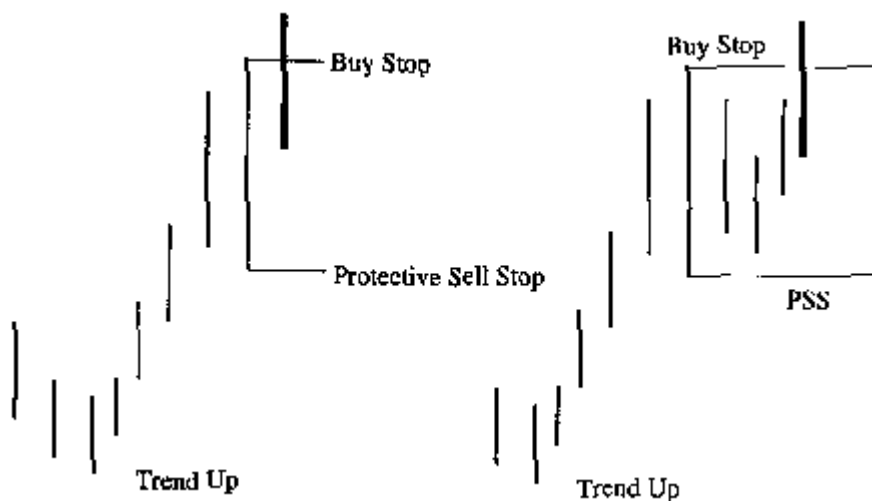 Buy Stop
Protective Sell Stop
Trend Up
Buy Stop
PSS
Trend Up